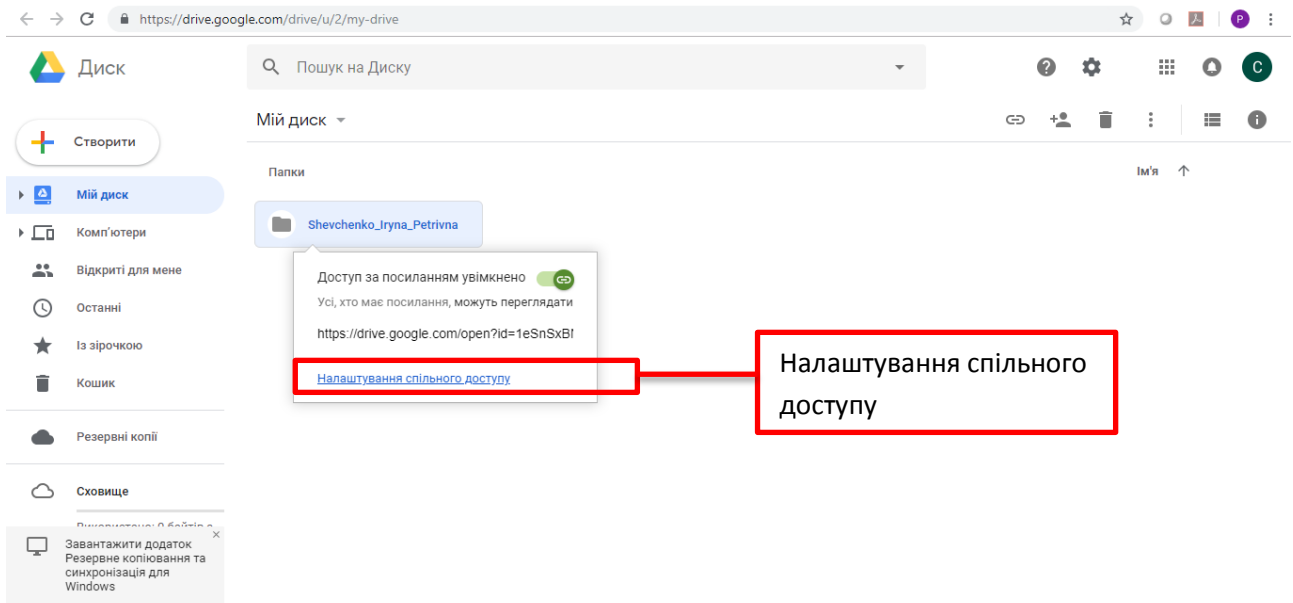 https://drive.google.com/drive/u/2/my-drive
P
Диск
Пошук на Диску
C
Створити
Мій диск
Папки
Ім'я
Мій диск
Комп'ютери
Відкриті для мене
Останні
Із зірочкою
Кошик
Резервні копії
Сховище
Shevchenko_Iryna_Petrivna
Доступ за посиланням увімкнено
Усі, хто має посилання, можуть переглядати
https://drive.google.com/open?id=1eSnSxB
Налаштування спільного доступу
Налаштування спільного
доступу
Завантажити додаток
Резервне копіювання та
синхронізація для
Windows